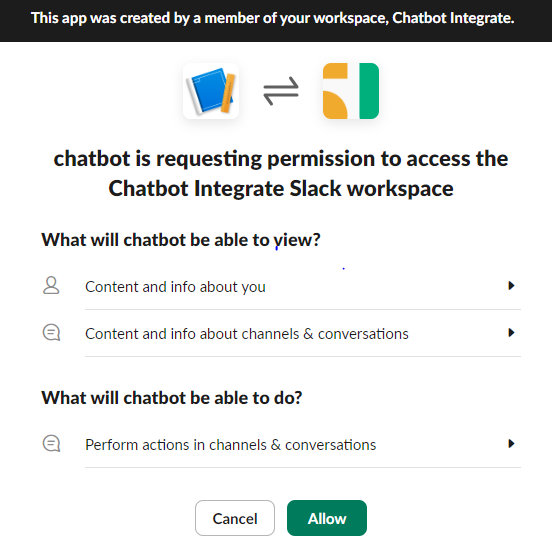 This app was created by a member of your workspace, Chatbot Integrate.
chatbot is requesting permission to access the
Chatbot Integrate Slack workspace
What will chatbot be able to view?
Content and info about you
Content and info about channels & conversations
What will chatbot be able to do?
Perform actions in channels & conversations
Cancel Allow